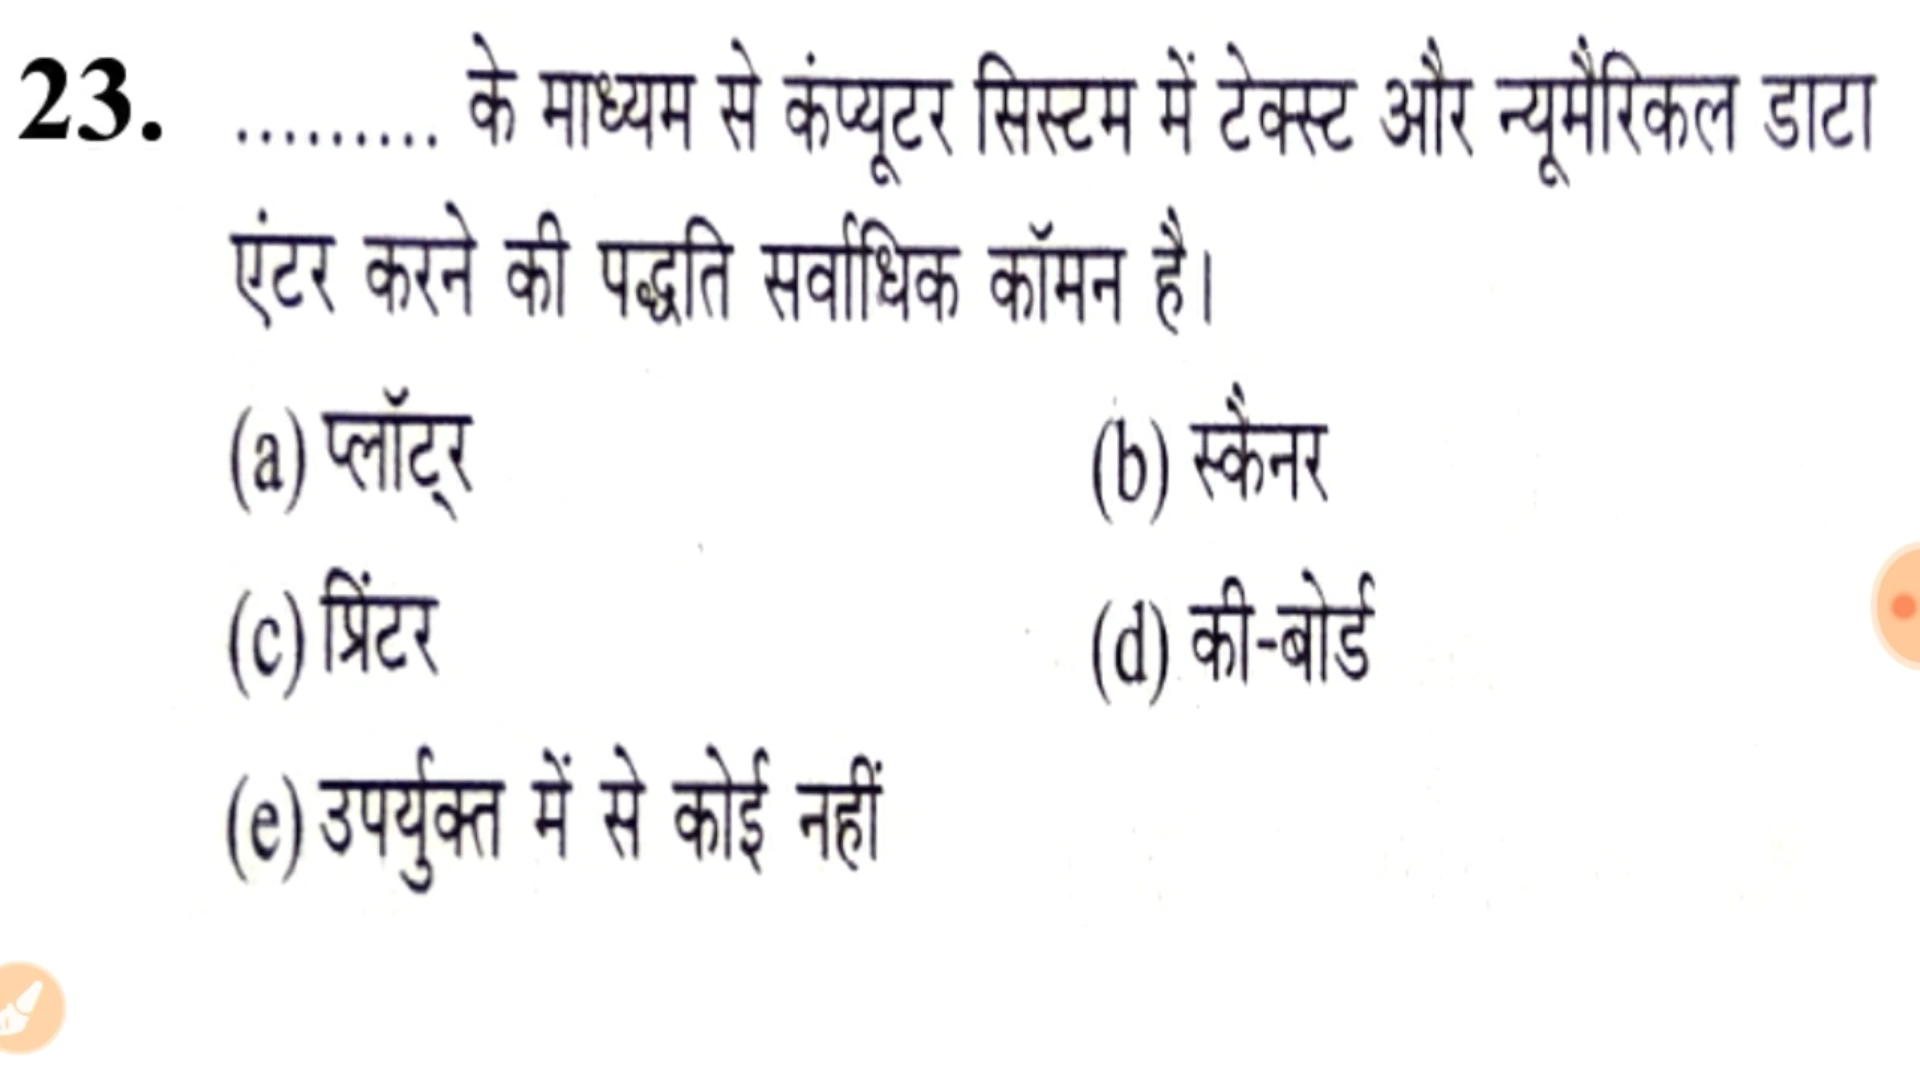 23. ......... के माध्यम से कंप्यूटर सिस्टम में टेक्स्ट और न्यूमैरिकल डाटा
एंटर करने की पद्धति सर्वाधिक कॉमन है।
(a) प्लॉट्र (b) स्कैनर
(c) प्रिंटर (d) की-बोर्ड
(e) उपर्युक्त में से कोई नहीं